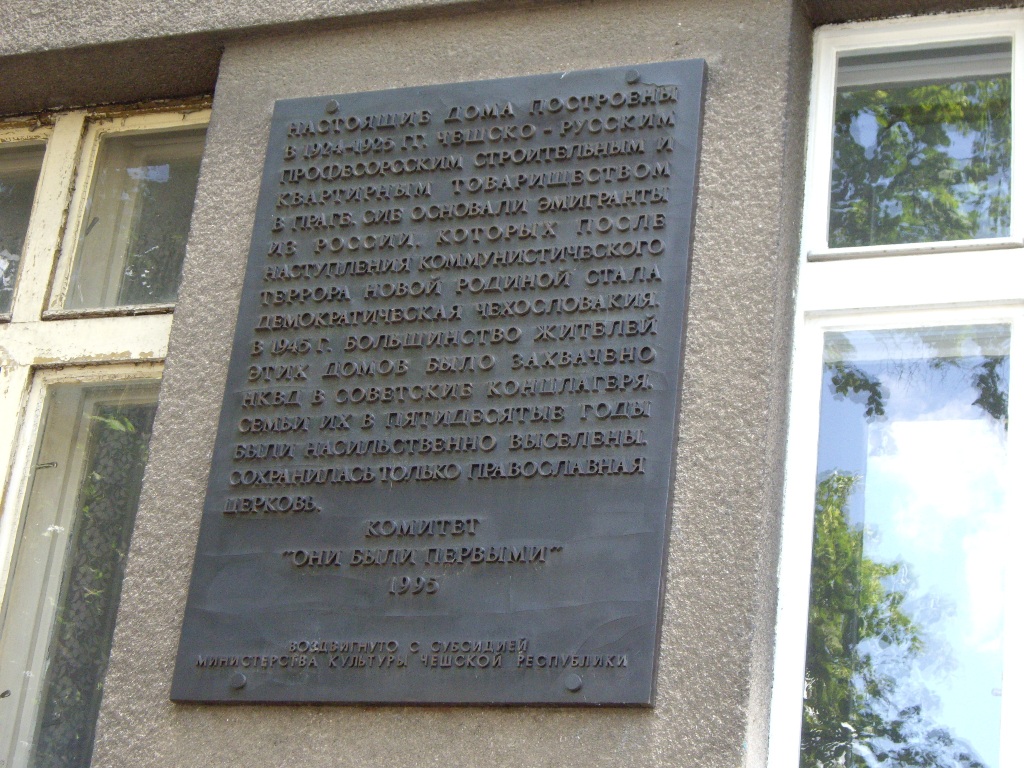 НАСТОЯЩИЕ ДОМА ПОСТРОЕНЫ
В 1924-1925 ГГ. ЧЕШСКО - РУССКИМ
ПРОФЕСОРССКИМ СТРОИТЕЛЬНЫМ И
КВАРТИРНЫМ ТОВАРИШЕСТВОМ
В ПРАГЕ. СИЕ ОСНОВАЛИ ЭМИГРАНТЫ
ИЗ РОССИИ, КОТОРЫХ ПОСЛЕ
НАСТУПЛЕНИЯ КОММУНИСТИЧЕСКОГО
ТЕРРОРА НОВОЙ РОДИНОЙ СТАЛА
ДЕМОКРАТИЧЕСКАЯ ЧЕХОСЛОВАКИЯ.
В 1945 Г. БОЛЬШИНСТВО ЖИТЕЛЕЙ
ЭТИХ ДОМОВ БЫЛО ЗАХВАЧЕНО
НКВД В СОВЕТСКИЕ КОНЦЛАГЕРЯ.
СЕМЬИ ИХ В ПЯТИДЕСЯТЫЕ ГОДЫ
БЫЛИ НАСИЛЬСТВЕННО ВЫСЕЛЕНЫ.
СОХРАНИЛАСЬ ТОЛЬКО ПРАВОСЛАВНАЯ
ЦЕРКОВЬ.
КОМИТЕТ
"ОНИ БЫЛИ ПЕРВЫМИ"
1995
ВОЗДВИГНУТО С СУБСИДИЕЙ
МИНИСТЕРСТВА КУЛЬТУРЫ ЧЕШСКОЙ РЕСПУБЛИКИ